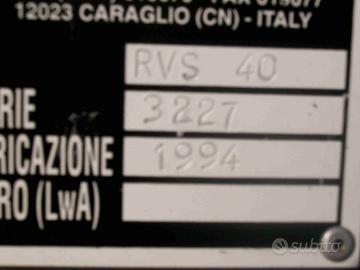 12023 CARAGLIO (CN) - ITALY
RVS 40
RIE 3227
RICAZIONE 1994
RO (LwA)
subito